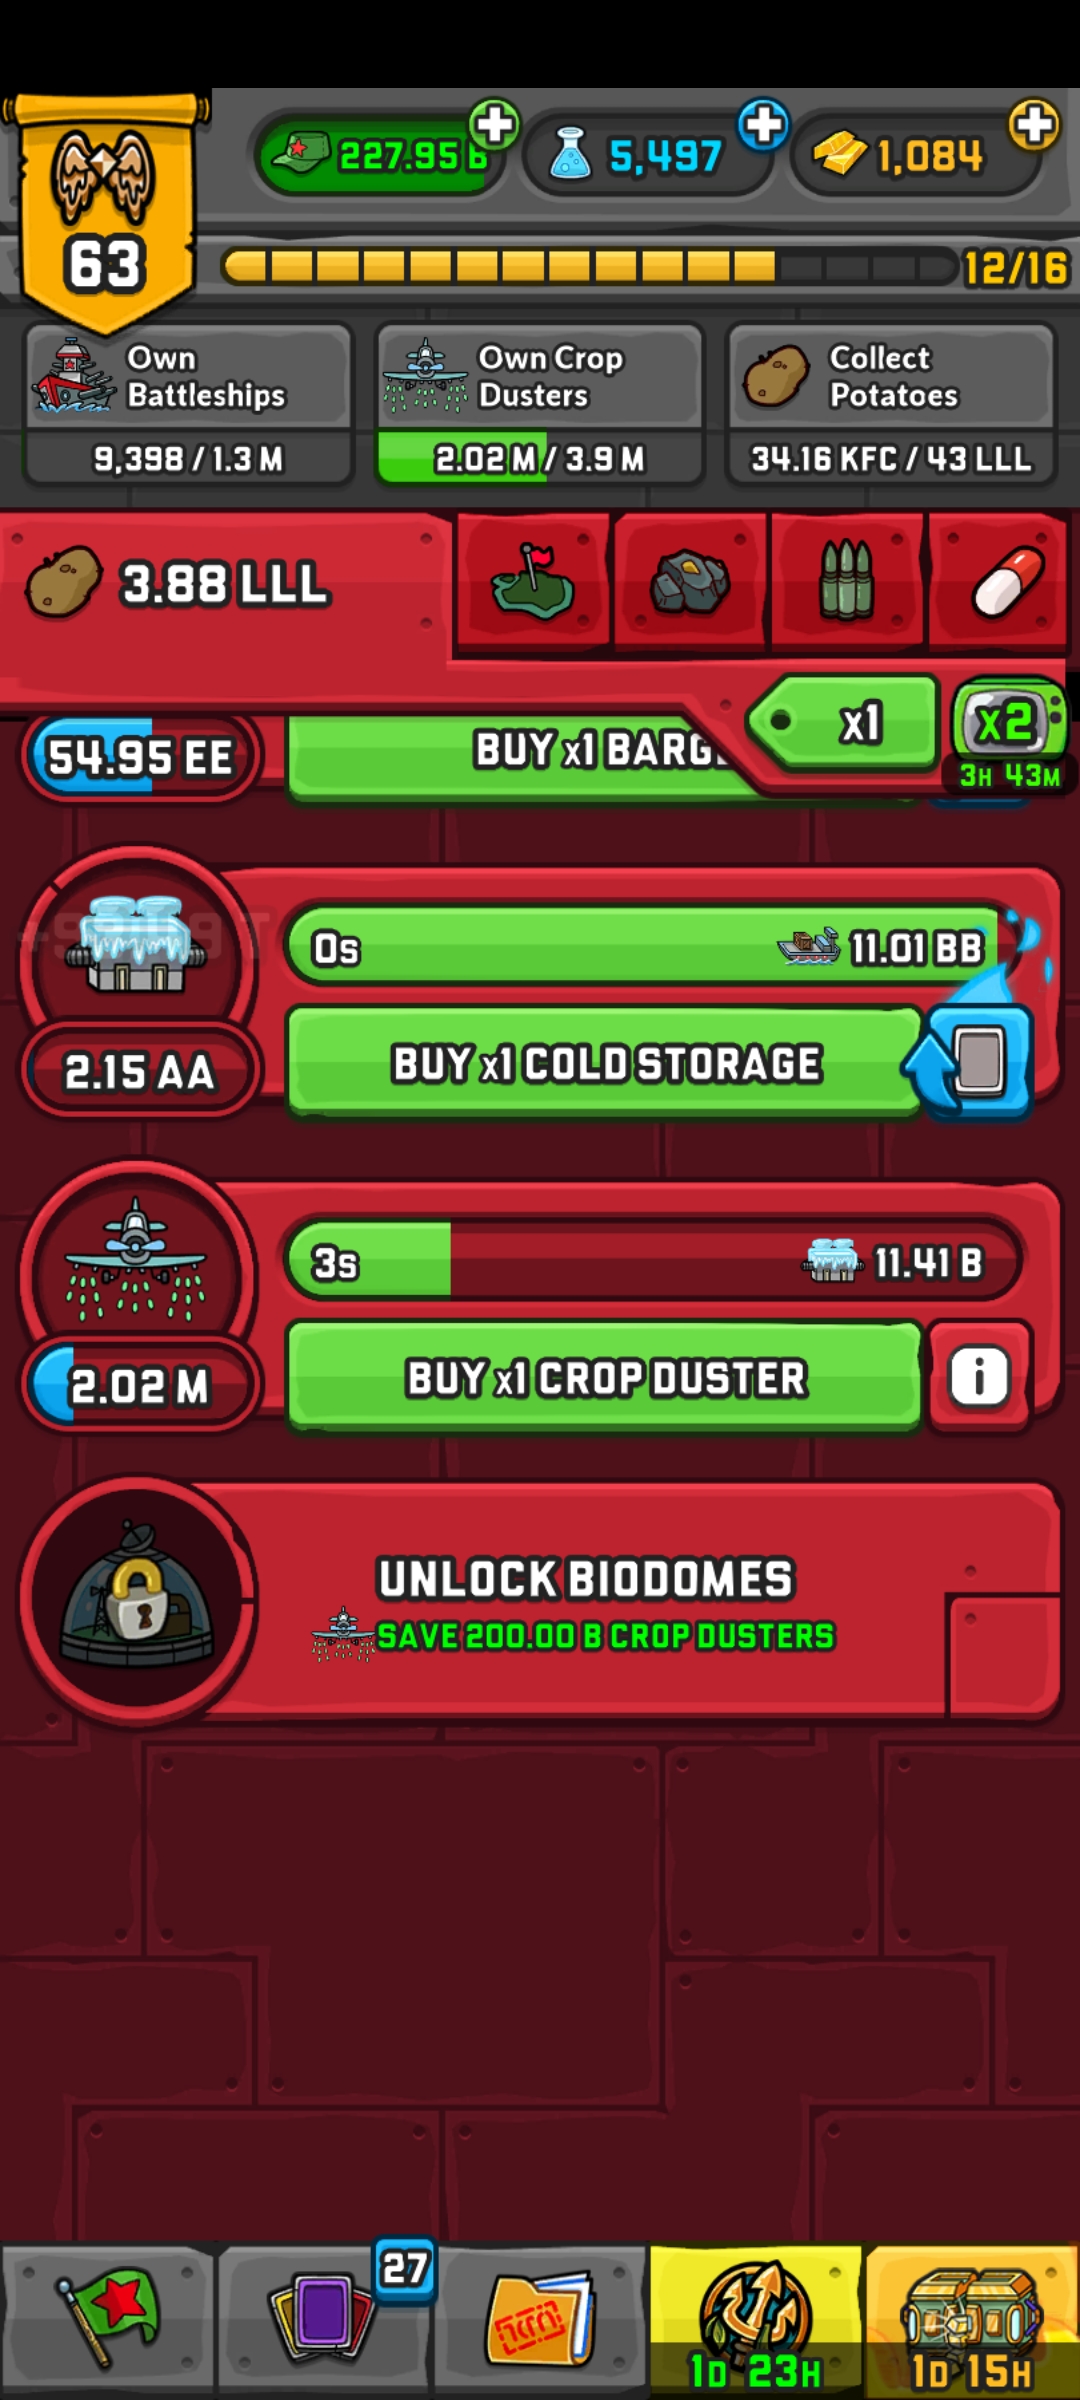 227.95 B
5,497
1,084
63
12/16
Own
Battleships
9,398 / 1.3 M
Own Crop
Dusters
2.02 M / 3.9 M
Collect
Potatoes
34.16 KFC / 43 LLL
3.88 LLL
x1
x2
3H 43M
54.95 EE
BUY x1 BARG
0s
11.01 BB
BUY x1 COLD STORAGE
2.15 AA
3s
11.41 B
BUY x1 CROP DUSTER
i
2.02 M
UNLOCK BIODOMES
SAVE 200.00 B CROP DUSTERS
27
1D 23H
1D 15H